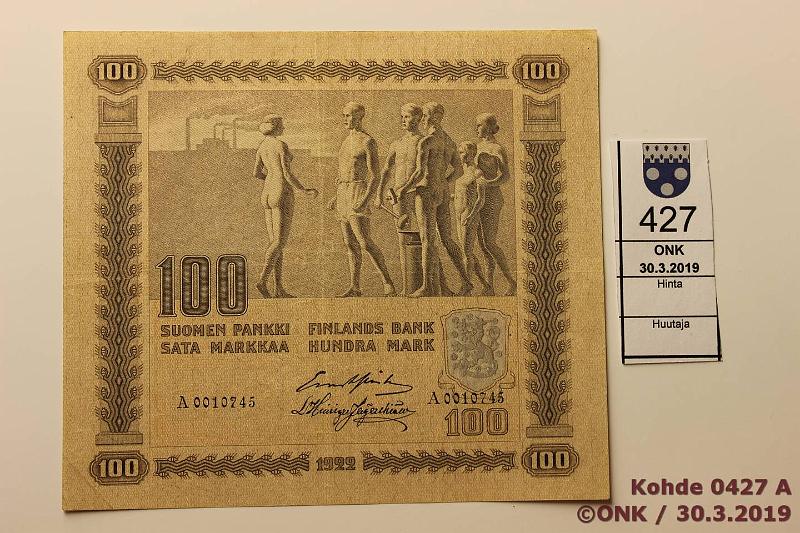 100 100
100
SUOMEN PANKKI FINLANDS BANK
SATA MARKKAA HUNDRA MARK
A 0010745 A 0010745
100
100 1922 100
427
ONK
30.3.2019
Hinta
Huutaja
Kohde 0427 A
©ONK / 30.3.2019